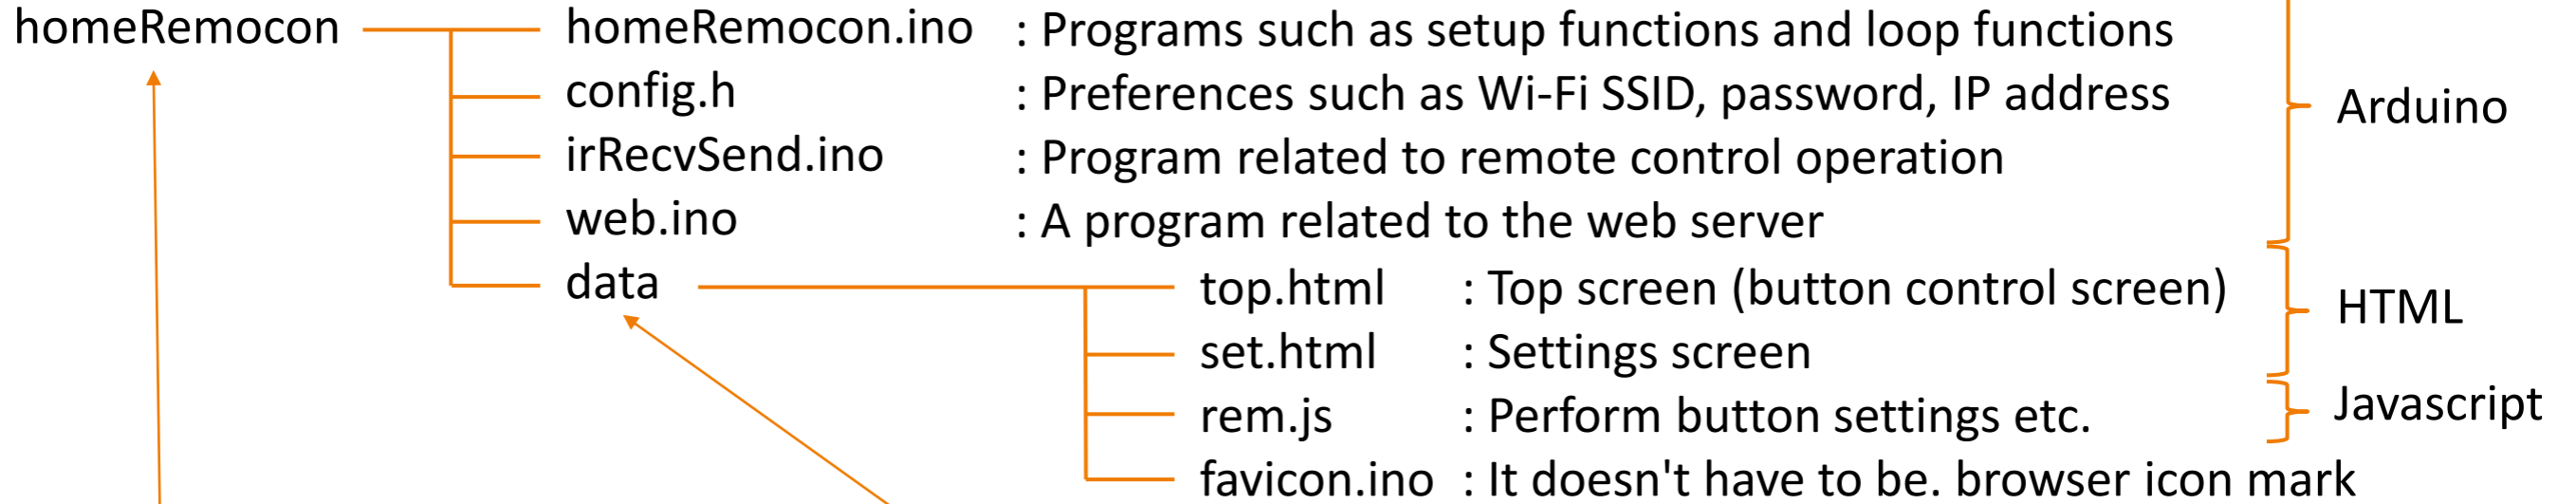 homeRemocon homeRemocon.ino : Programs such as setup functions and loop functions
config.h : Preferences such as Wi-Fi SSID, password, IP address
Arduino
irRecvSend.ino : Program related to remote control operation
web.ino : A program related to the web server
data top.html : Top screen (button control screen)
HTML
set.html : Settings screen
rem.js : Perform button settings etc.
Javascript
favicon.ino : It doesn't have to be. browser icon mark